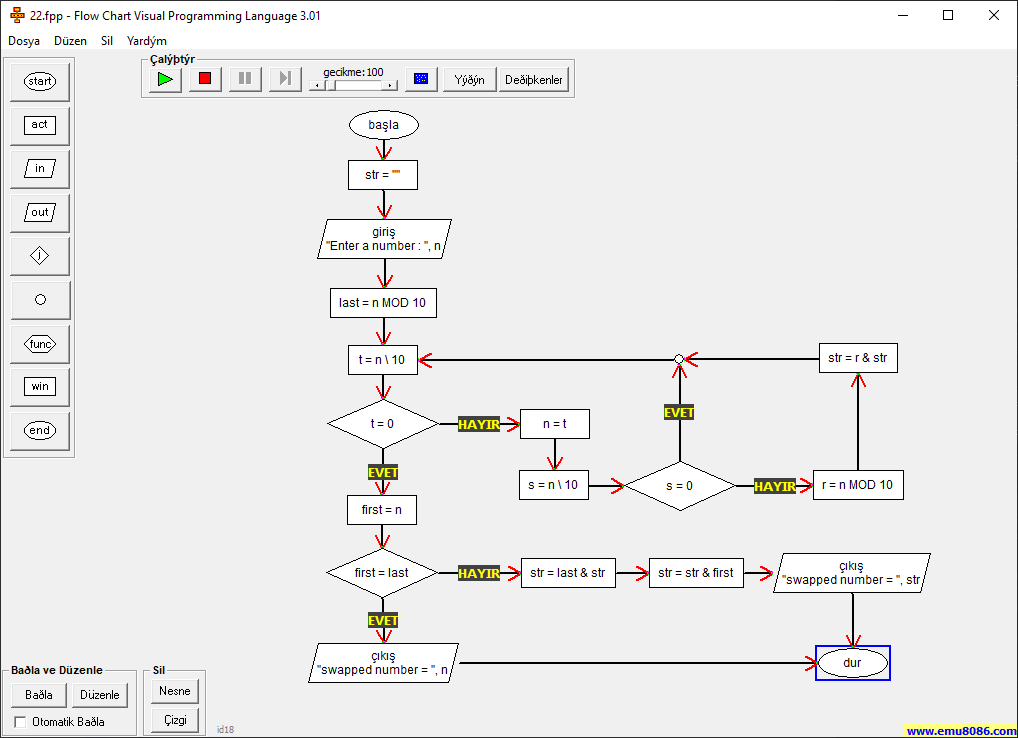 22.fpp - Flow Chart Visual Programming Language 3.01
Dosya Düzen Sil Yardým
Çalýþtýr
gecikme:100
Yýðýn
Deðiþkenler
start
act
in
out
j
func
win
end
başla
str = ""
giriş
"Enter a number : ", n
last = n MOD 10
t = n \ 10
str = r & str
t = 0
HAYIR
n = t
EVET
EVET
s = n \ 10
s = 0
HAYIR
r = n MOD 10
first = n
first = last
HAYIR
str = last & str
str = str & first
çıkış
"swapped number = ", str
EVET
çıkış
"swapped number = ", n
dur
Baðla ve Düzenle
Baðla
Düzenle
Otomatik Baðla
Sil
Nesne
Çizgi
id18
www.emu8086.com